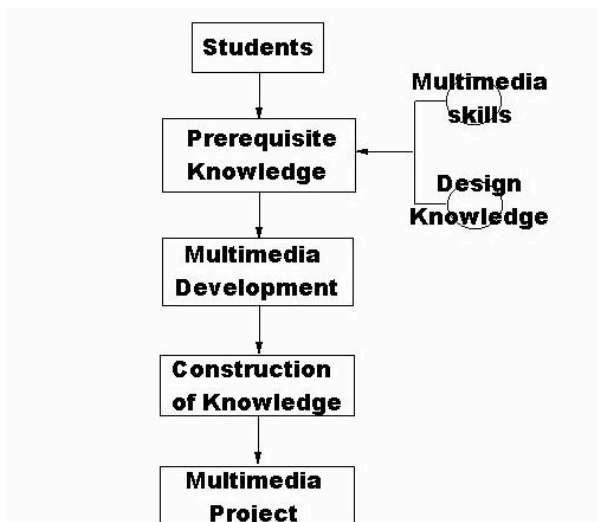 Students
Prerequisite
Knowledge
Multimedia
skills
Design
Knowledge
Multimedia
Development
Construction
of Knowledge
Multimedia
Project